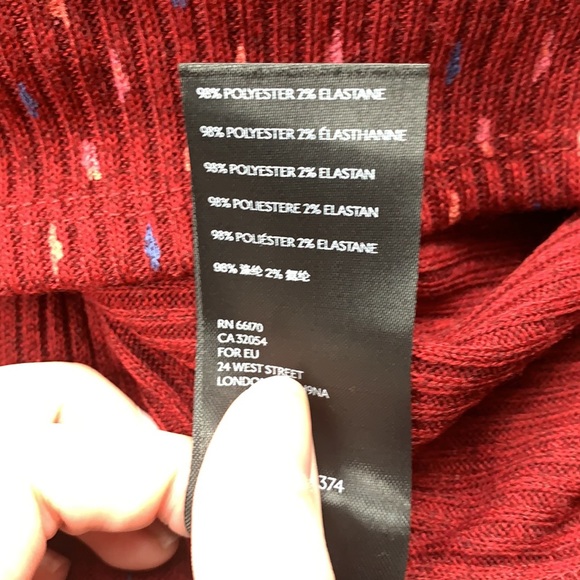 98% POLYESTER 2% ELASTANE
98% POLYESTER 2% ÉLASTHANNE
98% POLYESTER 2% ELASTAN
98% POLIESTERE 2% ELASTAN
98% POLIÉSTER 2% ELASTANE
98% 涤纶 2% 氨纶
RN 66170
CA 32054
FOR EU
24 WEST STREET
LONDON 9NA
374